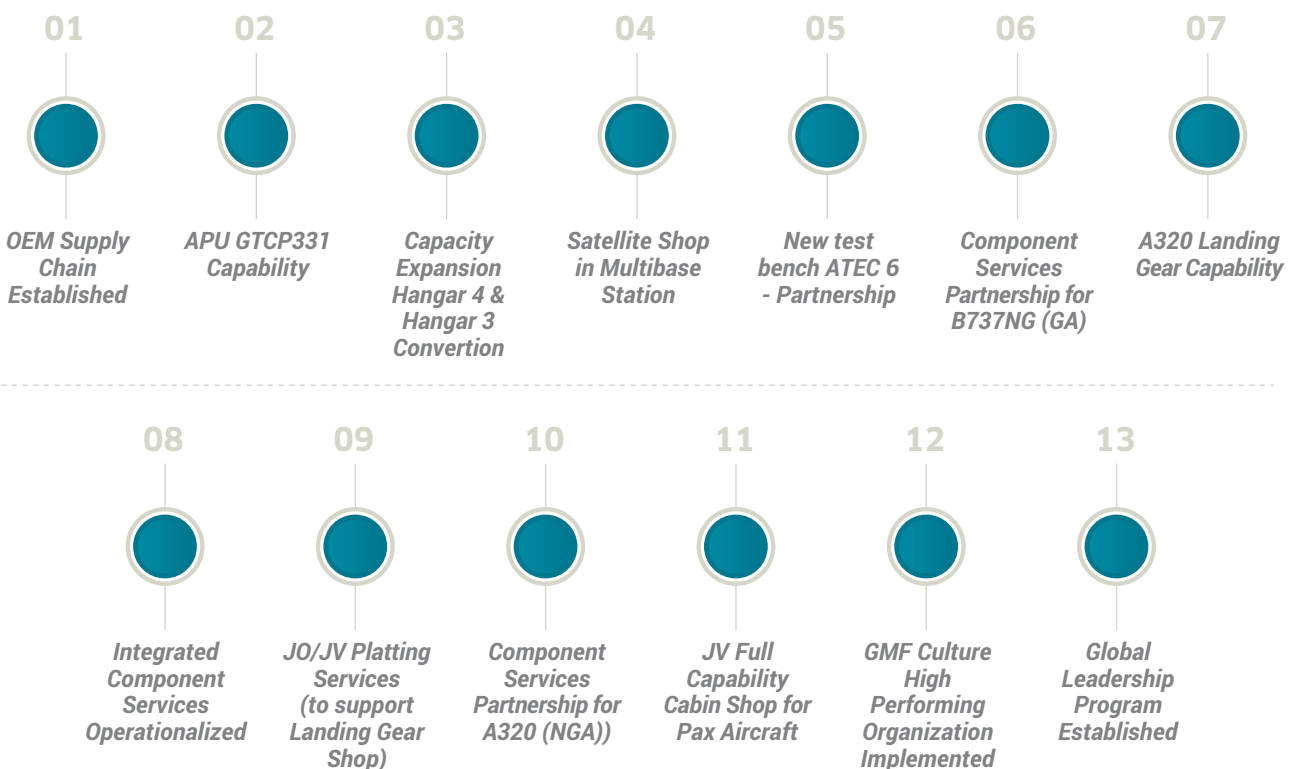 01
02
03
04
05
06
07
OEM Supply
Chain
Established
APU GTCP331
Capability
Capacity
Expansion
Hangar 4 &
Hangar 3
Convertion
Satellite Shop
in Multibase
Station
New test
bench ATEC 6
- Partnership
Component
Services
Partnership for
B737NG (GA)
A320 Landing
Gear Capability
08
09
10
11
12
13
Integrated
Component
Services
Operationalized
JO/JV Platting
Services
(to support
Landing Gear
Shop)
Component
Services
Partnership for
A320 (NGA))
JV Full
Capability
Cabin Shop for
Pax Aircraft
GMF Culture
High
Performing
Organization
Implemented
Global
Leadership
Program
Established